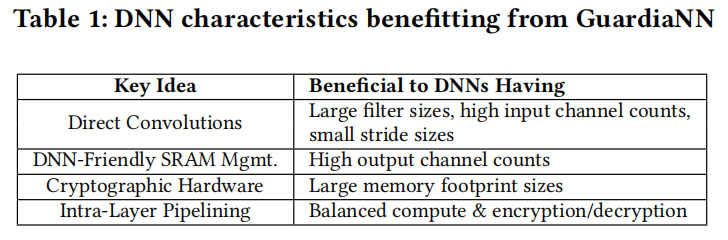 Table 1: DNN characteristics benefitting from GuardiaNN
Key Idea Beneficial to DNNs Having
Direct Convolutions Large filter sizes, high input channel counts,
small stride sizes
DNN-Friendly SRAM Mgmt. High output channel counts
Cryptographic Hardware Large memory footprint sizes
Intra-Layer Pipelining Balanced compute & encryption/decryption